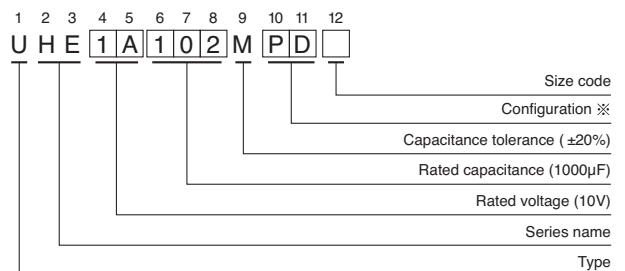 1 2 3 4 5 6 7 8 9 10 11 12
U H E 1 A 1 0 2 M P D
Size code
Configuration ※
Capacitance tolerance ( ±20%)
Rated capacitance (1000µF)
Rated voltage (10V)
Series name
Type